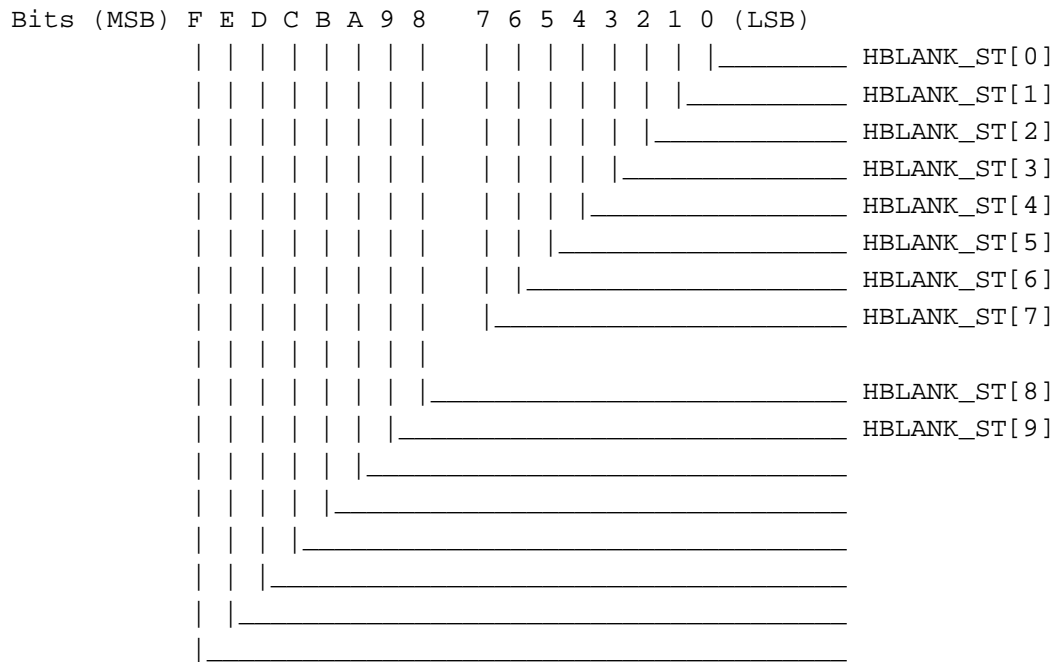 Bits (MSB) F E D C B A 9 8 7 6 5 4 3 2 1 0 (LSB)
HBLANK_ST[0]
HBLANK_ST[1]
HBLANK_ST[2]
HBLANK_ST[3]
HBLANK_ST[4]
HBLANK_ST[5]
HBLANK_ST[6]
HBLANK_ST[7]
HBLANK_ST[8]
HBLANK_ST[9]